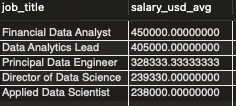 job_title salary_usd_avg
Financial Data Analyst 450000.00000000
Data Analytics Lead 405000.00000000
Principal Data Engineer 328333.33333333
Director of Data Science 239330.00000000
Applied Data Scientist 238000.00000000